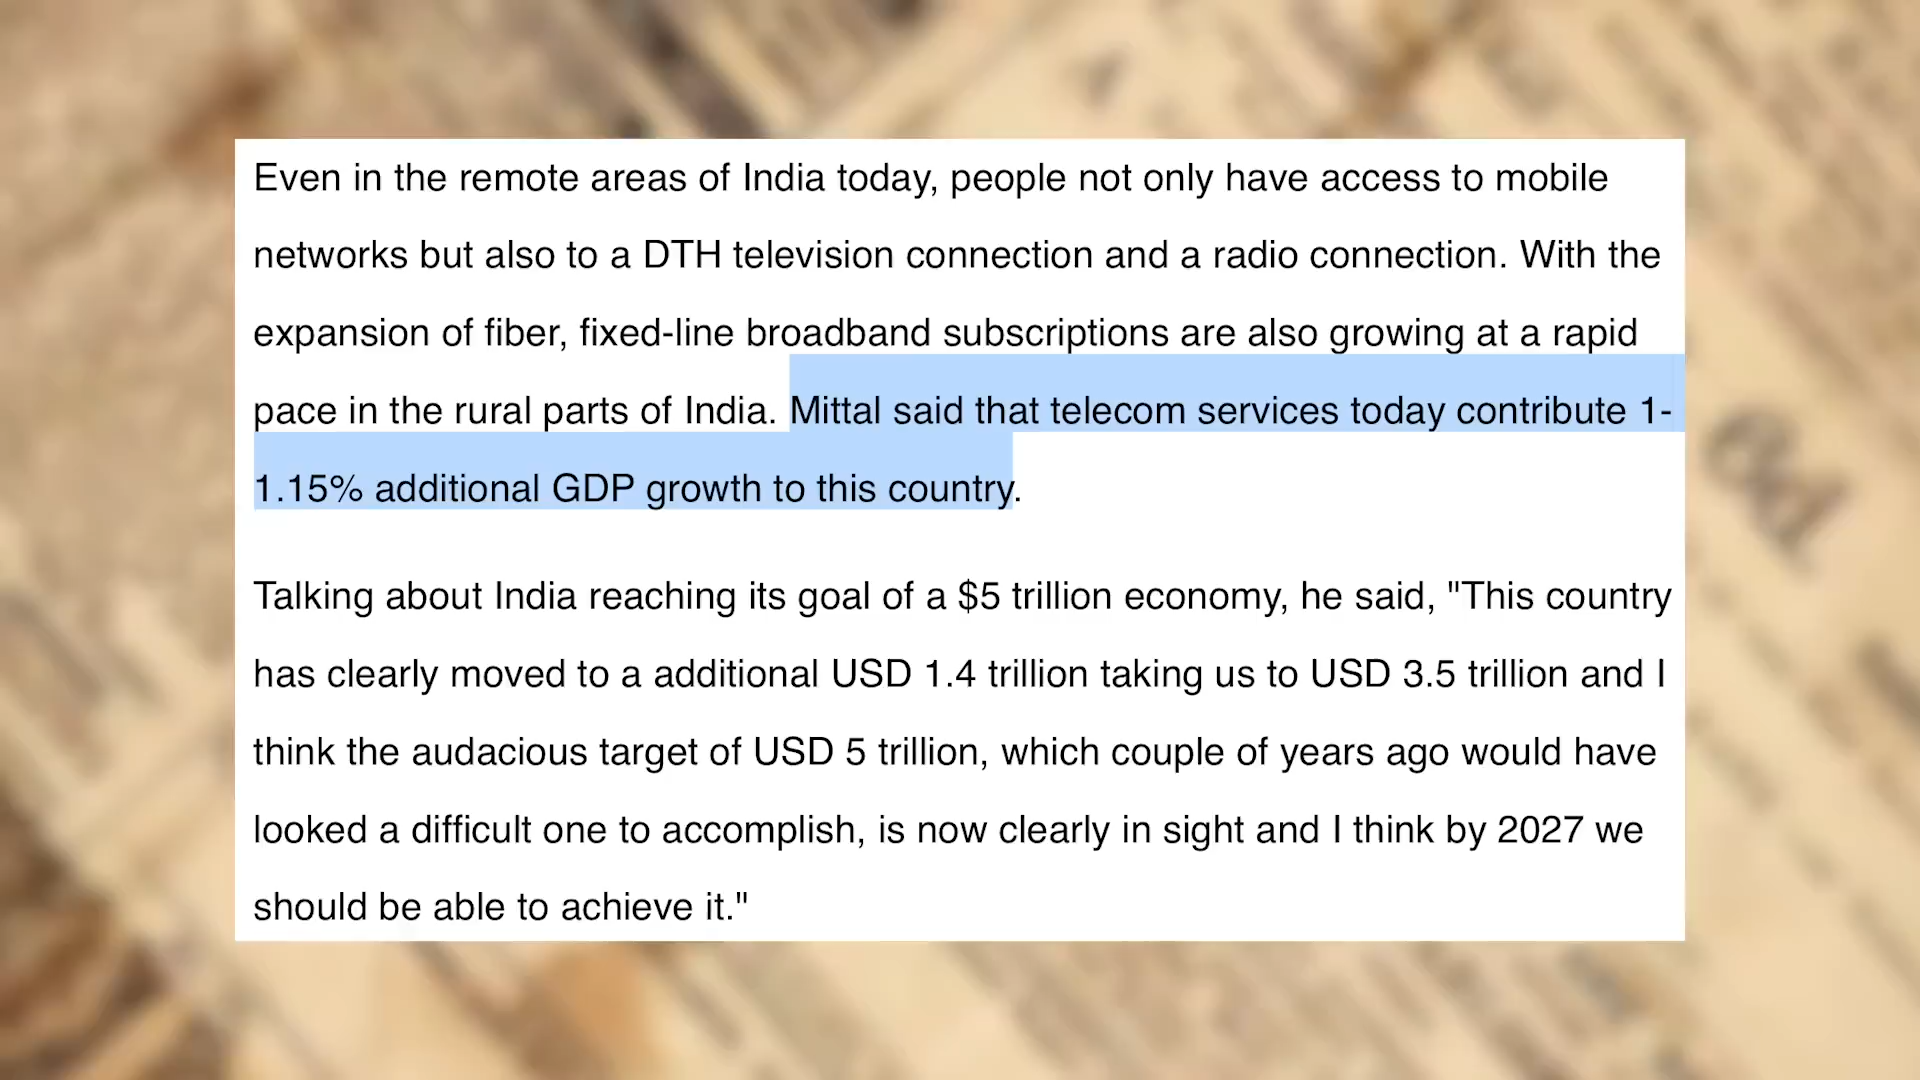 Even in the remote areas of India today, people not only have access to mobile
networks but also to a DTH television connection and a radio connection. With the
expansion of fiber, fixed-line broadband subscriptions are also growing at a rapid
pace in the rural parts of India. Mittal said that telecom services today contribute 1-
1.15% additional GDP growth to this country.
Talking about India reaching its goal of a $5 trillion economy, he said, "This country
has clearly moved to a additional USD 1.4 trillion taking us to USD 3.5 trillion and I
think the audacious target of USD 5 trillion, which couple of years ago would have
looked a difficult one to accomplish, is now clearly in sight and I think by 2027 we
should be able to achieve it."